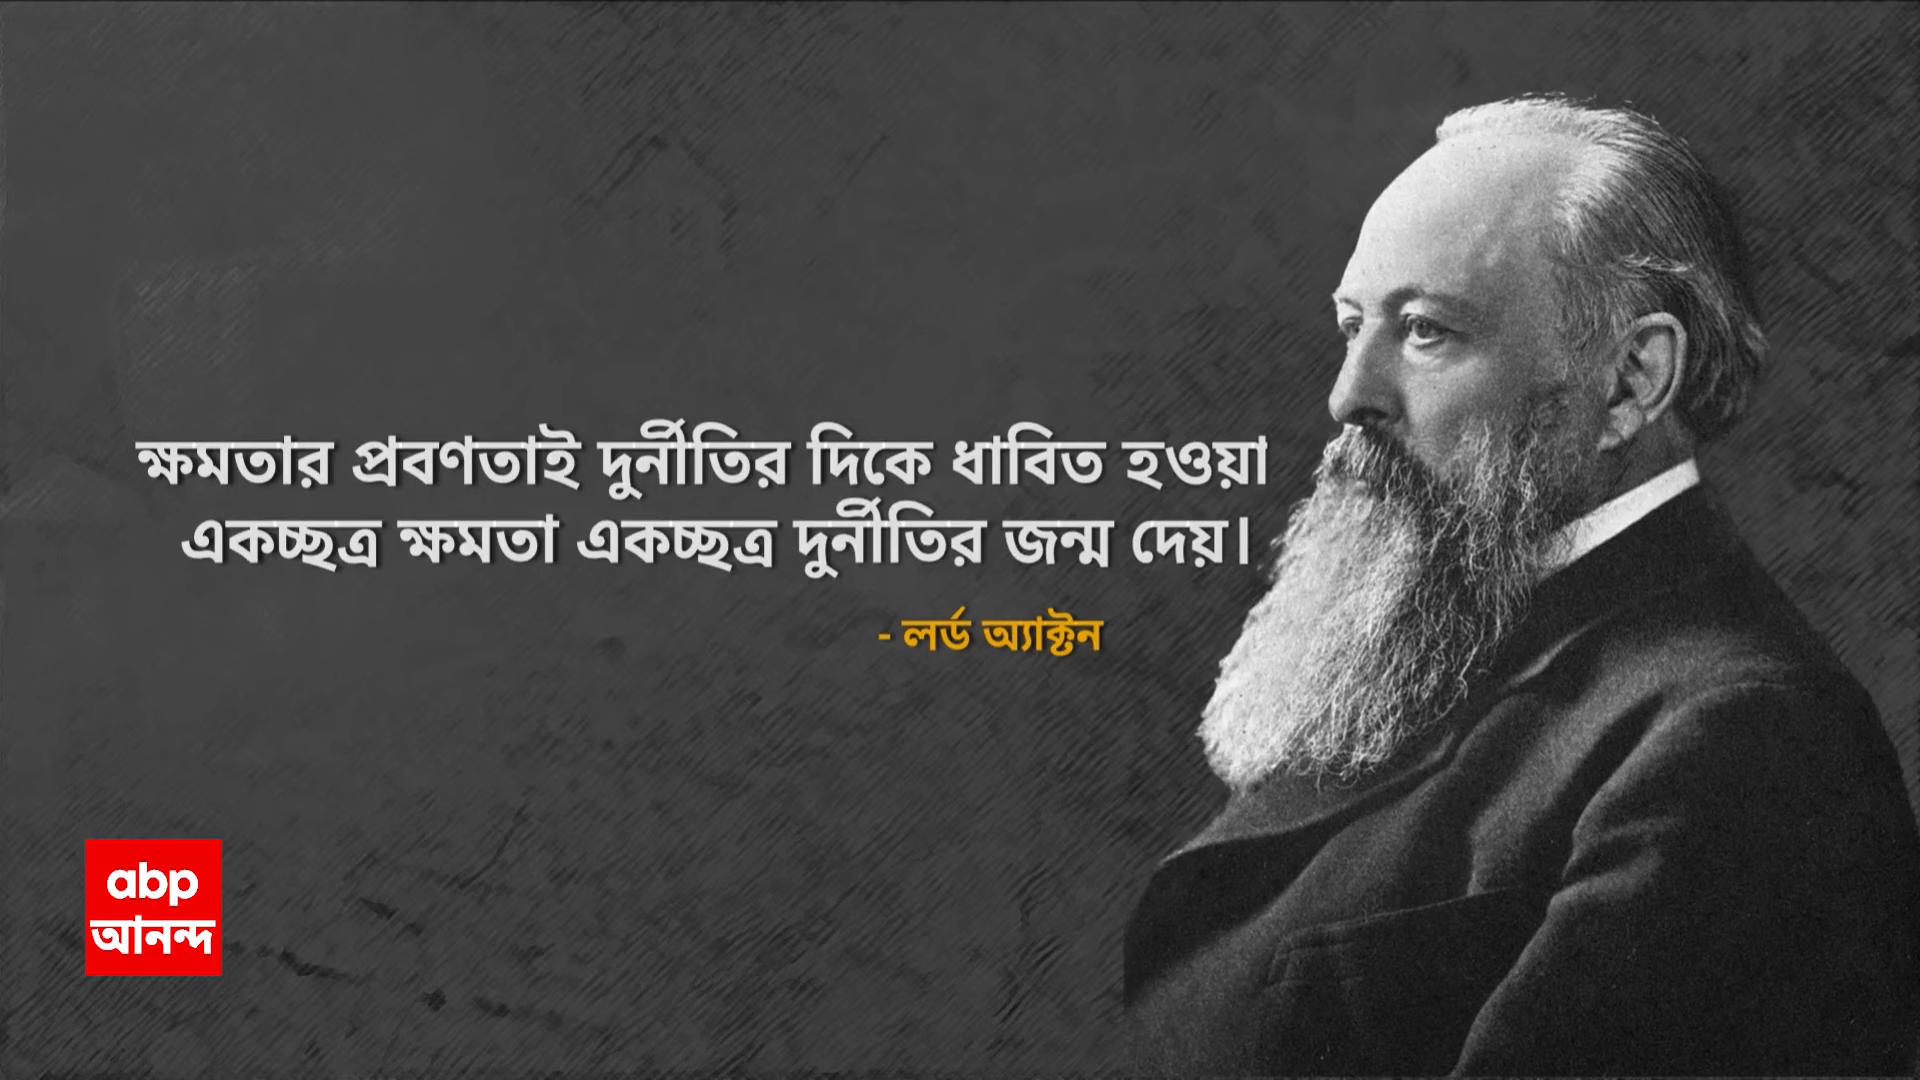 ক্ষমতার প্রবণতাই দুর্নীতির দিকে ধাবিত হওয়া
একচ্ছত্র ক্ষমতা একচ্ছত্র দুর্নীতির জন্ম দেয়।
- লর্ড অ্যাক্টন
abp
আনন্দ